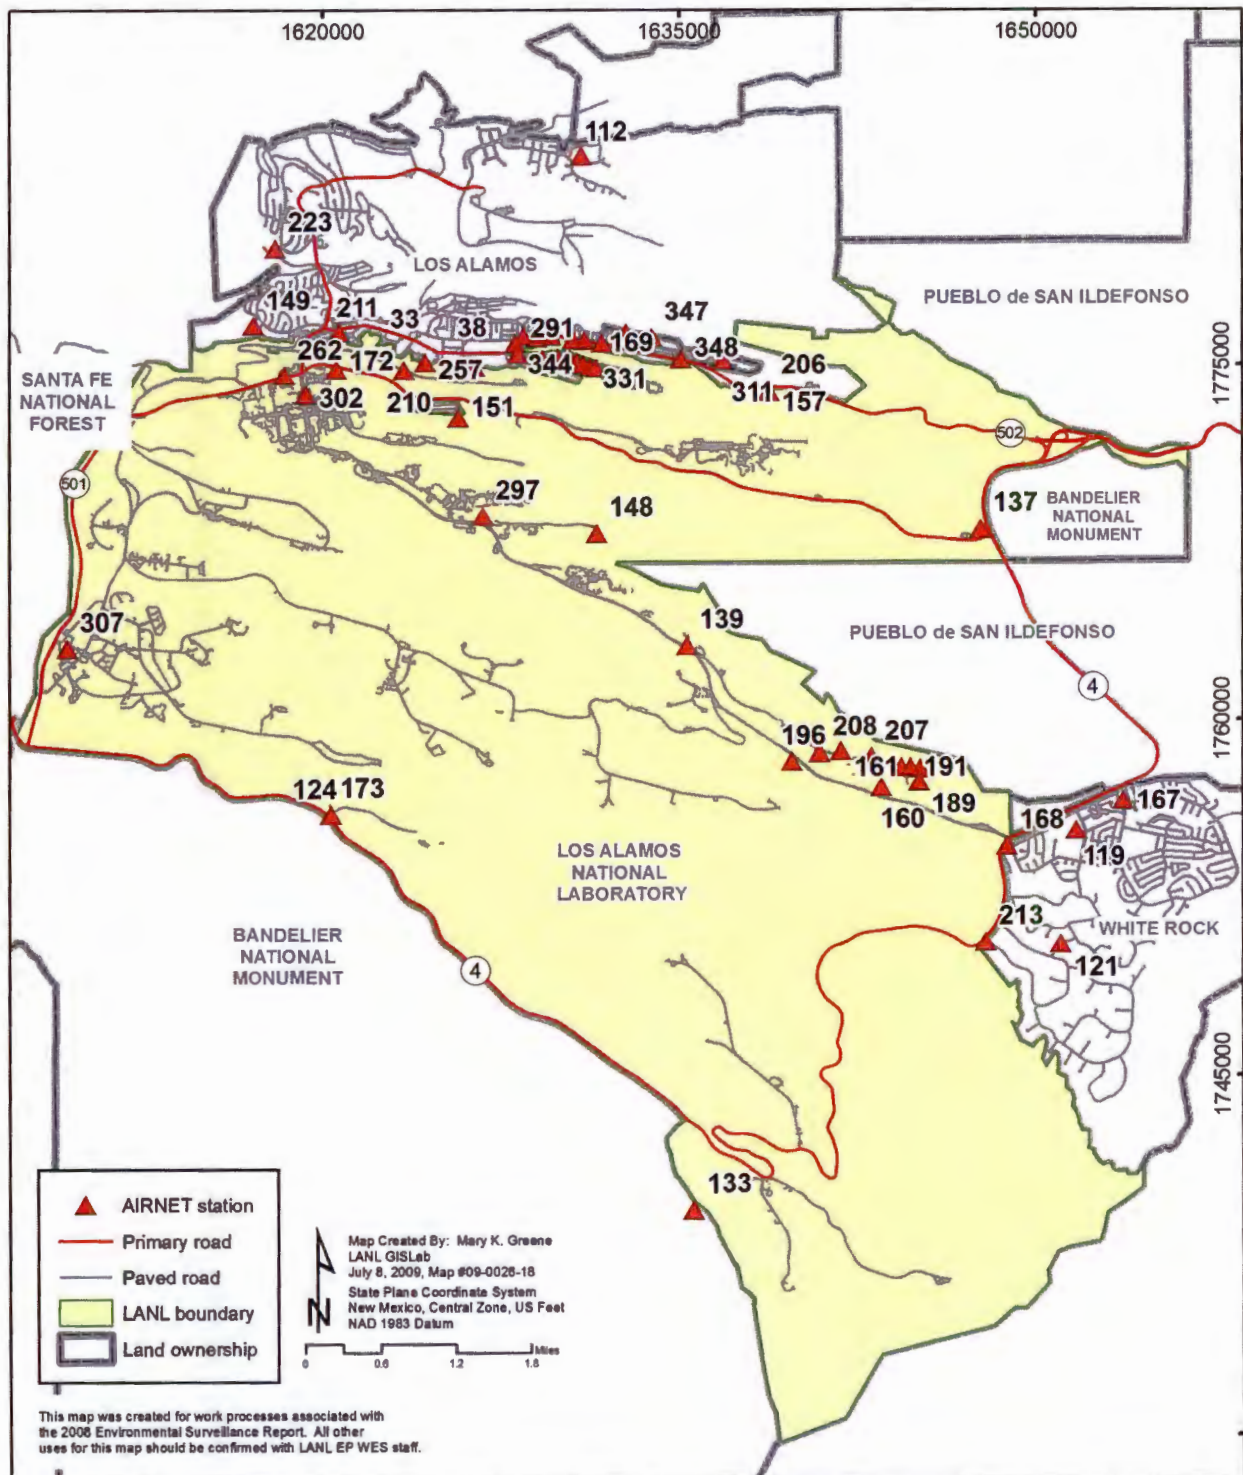 1620000
1635000
1650000
112
223
LOS ALAMOS
PUEBLO de SAN ILDEFONSO
149
211
33
38
291
347
169
262
172
257
344
348
206
331
311
157
1775000
SANTA FE
NATIONAL
FOREST
302
210
151
502
501
297
148
137
BANDELIER
NATIONAL
MONUMENT
307
139
PUEBLO de SAN ILDEFONSO
4
1760000
196
208
207
161
191
189
160
124
173
167
168
119
LOS ALAMOS
NATIONAL
LABORATORY
213
WHITE ROCK
121
BANDELIER
NATIONAL
MONUMENT
4
1745000
133
AIRNET station
Primary road
Paved road
LANL boundary
Land ownership
Map Created By: Mary K. Greene
LANL GISLab
July 8, 2009, Map #09-0026-18
State Plane Coordinate System
New Mexico, Central Zone, US Feet
NAD 1983 Datum
N
0 0.6 1.2 1.8 Miles
This map was created for work processes associated with
the 2008 Environmental Surveillance Report. All other
uses for this map should be confirmed with LANL EP WES staff.